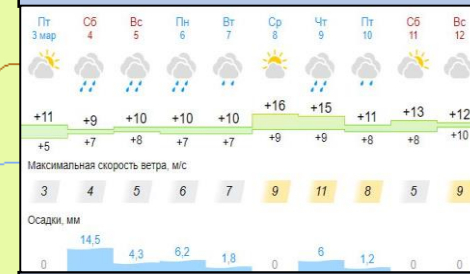 Пт Сб Вс Пн Вт Ср Чт Пт Сб Вс
3 мар 4 5 6 7 8 9 10 11 12
+11 +9 +10 +10 +10 +16 +15 +11 +13 +12
+5 +7 +8 +7 +7 +9 +9 +8 +8 +10
Максимальная скорость ветра, м/с
3 4 5 6 7 9 11 8 5 9
Осадки, мм
0 14,5 4,3 6,2 1,8 0 6 1,2 0 0